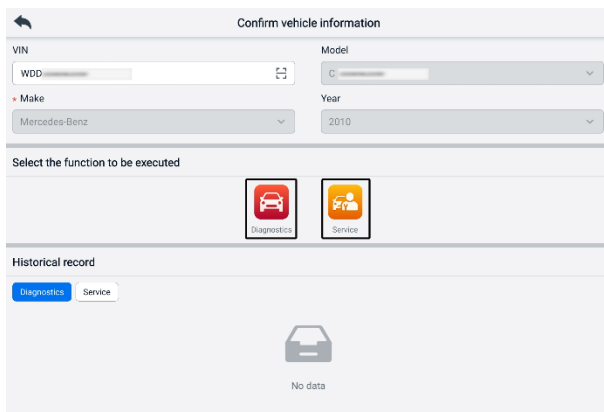 Confirm vehicle information
VIN
Model
WDD
C
* Make
Year
Mercedes-Benz
2010
Select the function to be executed
Diagnostics
Service
Historical record
Diagnostics
Service
No data